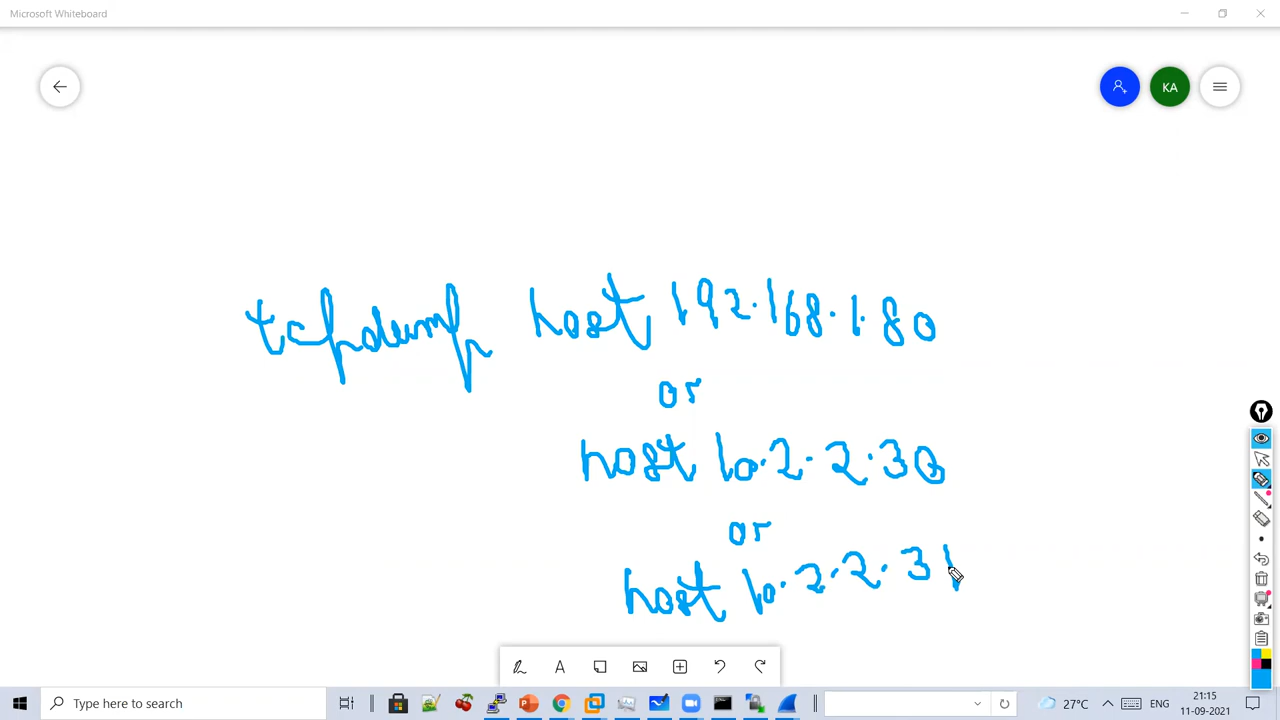 Microsoft Whiteboard
KA
tcpdump host 192.168.1.80
or
host 10.2.2.30
or
host 10.2.2.31
A
Type here to search
27°C
ENG
21:15
11-09-2021